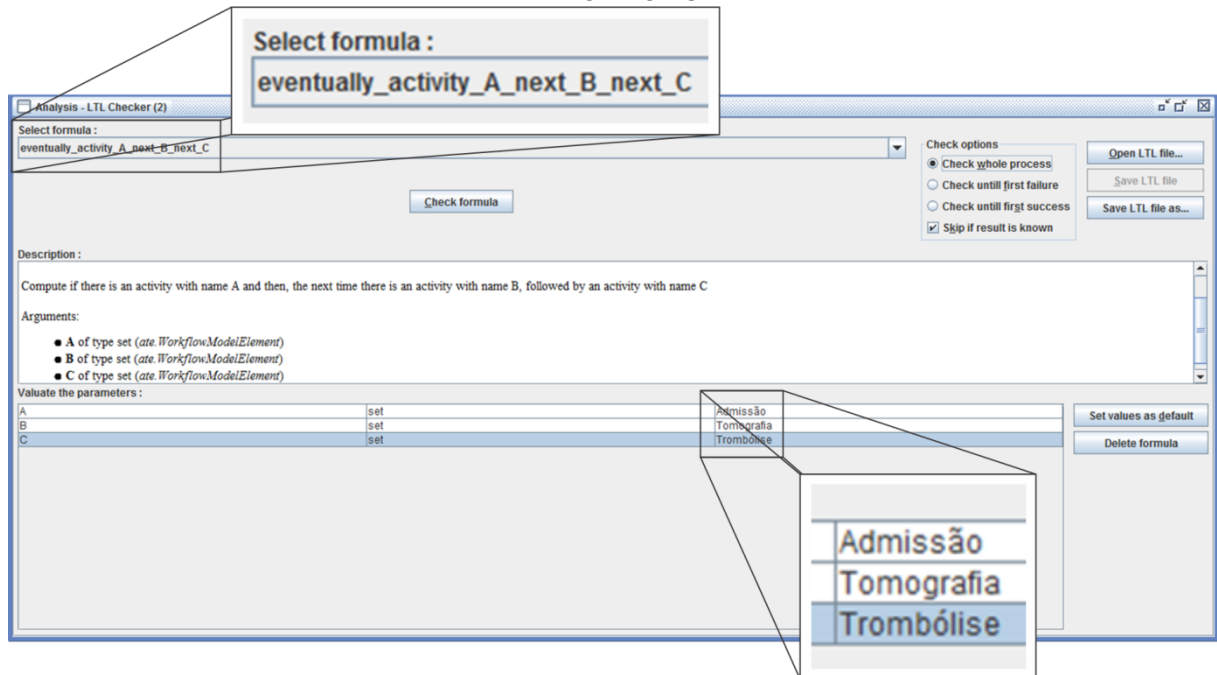 Select formula :
eventually_activity_A_next_B_next_C
Analysis - LTL Checker (2)
Select formula :
eventually_activity_A_next_B_next_C
Check formula
Check options
Check whole process
Check untill first failure
Check untill first success
Skip if result is known
Open LTL file...
Save LTL file
Save LTL file as...
Description :
Compute if there is an activity with name A and then, the next time there is an activity with name B, followed by an activity with name C
Arguments:
A of type set (ate.WorkflowModelElement)
B of type set (ate.WorkflowModelElement)
C of type set (ate.WorkflowModelElement)
Valuate the parameters :
A set Admissão
B set Tomografia
C set Trombólise
Set values as default
Delete formula
Admissão
Tomografia
Trombólise